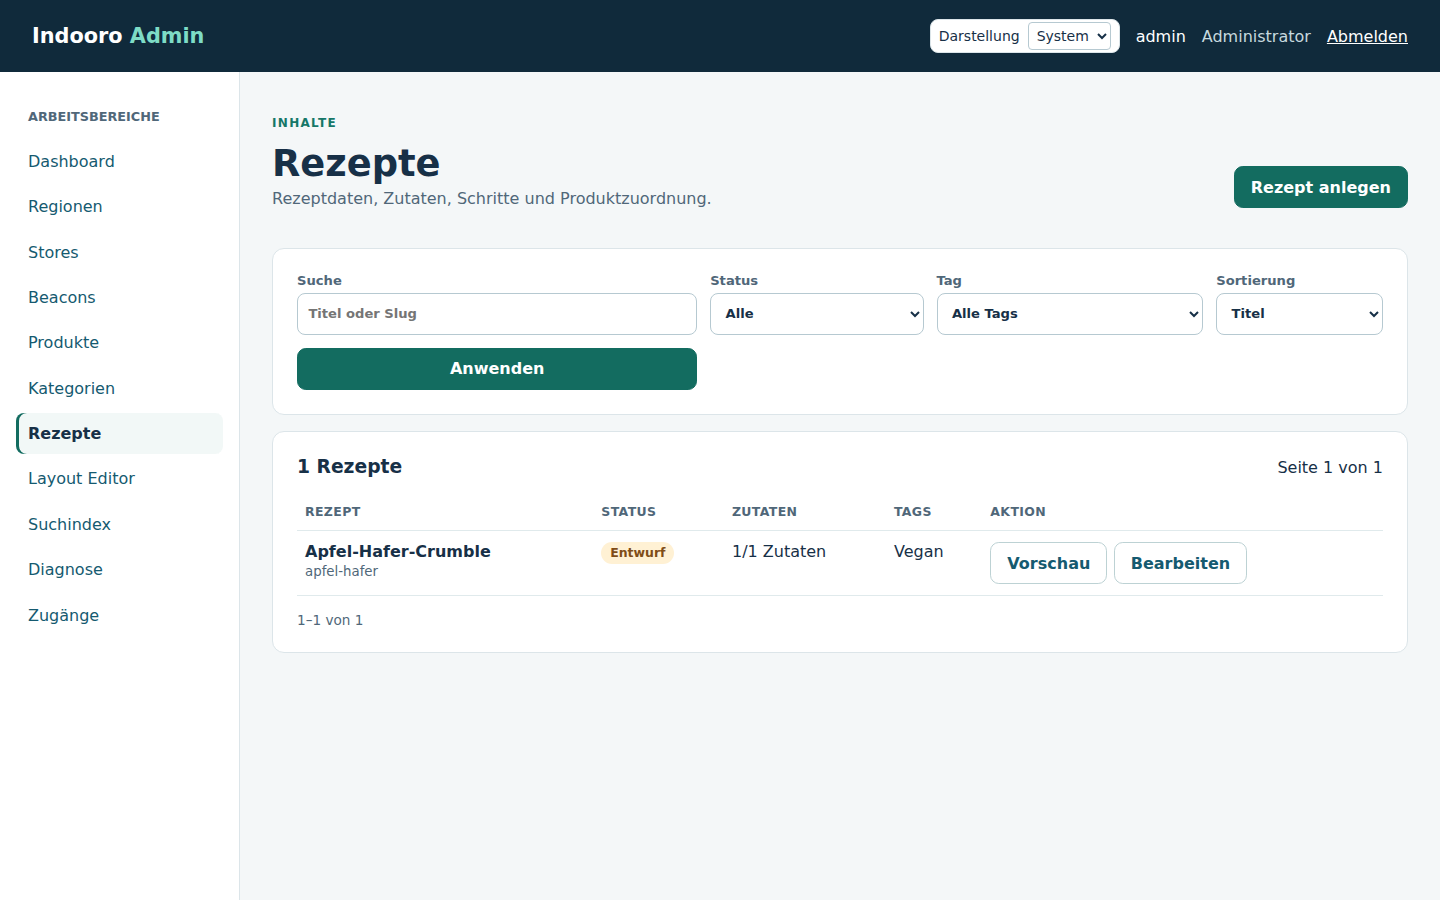 Indooro Admin
Darstellung System admin Administrator Abmelden
ARBEITSBEREICHE
Dashboard
Regionen
Stores
Beacons
Produkte
Kategorien
Rezepte
Layout Editor
Suchindex
Diagnose
Zugänge
INHALTE
Rezepte
Rezeptdaten, Zutaten, Schritte und Produktzuordnung.
Rezept anlegen
Suche Status Tag Sortierung
Titel oder Slug Alle Alle Tags Titel
Anwenden
1 Rezepte Seite 1 von 1
REZEPT STATUS ZUTATEN TAGS AKTION
Apfel-Hafer-Crumble Entwurf 1/1 Zutaten Vegan Vorschau Bearbeiten
apfel-hafer
1–1 von 1